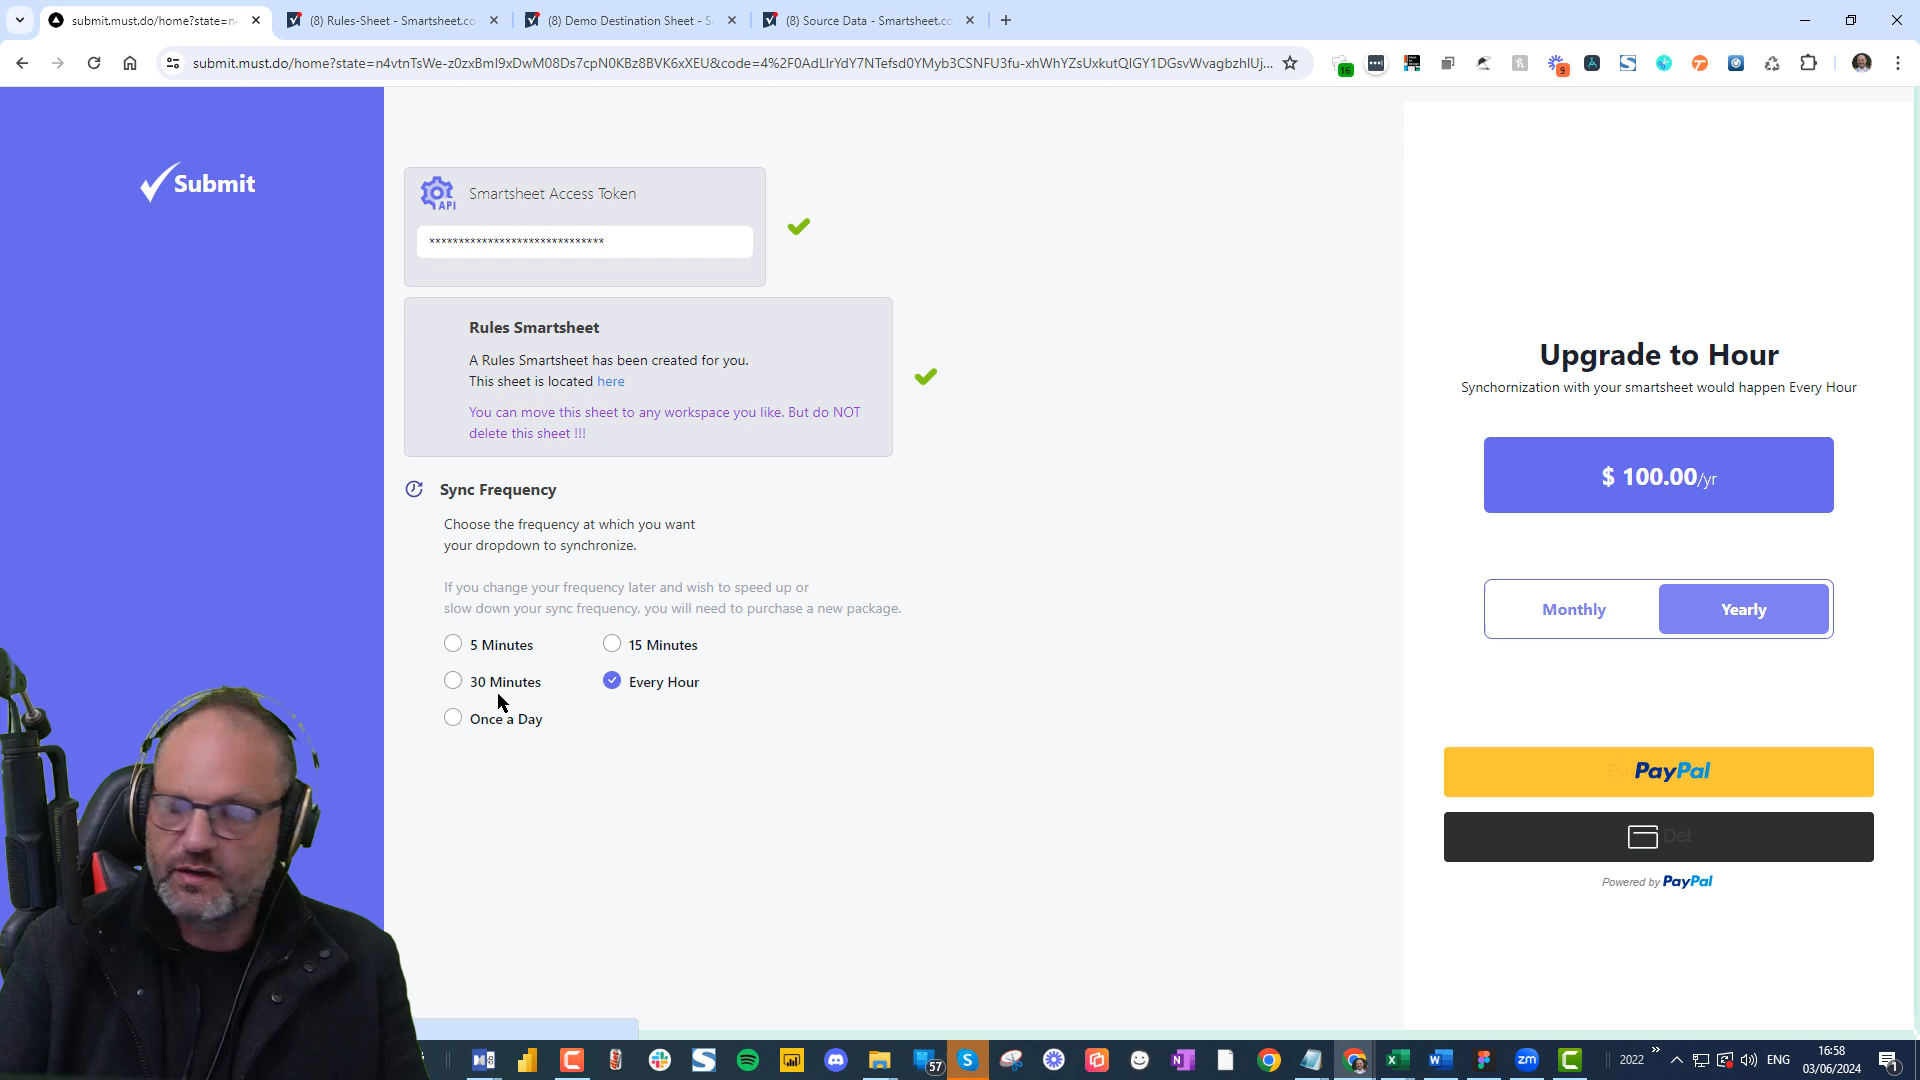 submit.must.do/home?state=n4
(8) Rules-Sheet - Smartsheet.co
(8) Demo Destination Sheet - S
(8) Source Data - Smartsheet.co
submit.must.do/home?state=n4vtnTsWe-z0zxBmI9xDwM08Ds7cpN0KBz8BVK6xXEU&code=4%2F0AdLIrYdY7NTefsd0YMyb3CSNFU3fu-xhWhYZsUxkutQIGY1DGsvWvagbzhlUj...
16
9
Submit
API
Smartsheet Access Token
******************************
Rules Smartsheet
A Rules Smartsheet has been created for you.
This sheet is located here
You can move this sheet to any workspace you like. But do NOT
delete this sheet !!!
Sync Frequency
Choose the frequency at which you want
your dropdown to synchronize.
If you change your frequency later and wish to speed up or
slow down your sync frequency, you will need to purchase a new package.
5 Minutes
15 Minutes
30 Minutes
Every Hour
Once a Day
Upgrade to Hour
Synchornization with your smartsheet would happen Every Hour
$ 100.00/yr
Monthly
Yearly
PayPal
Powered by PayPal
57
zm
2022
ENG
16:58
03/06/2024
1